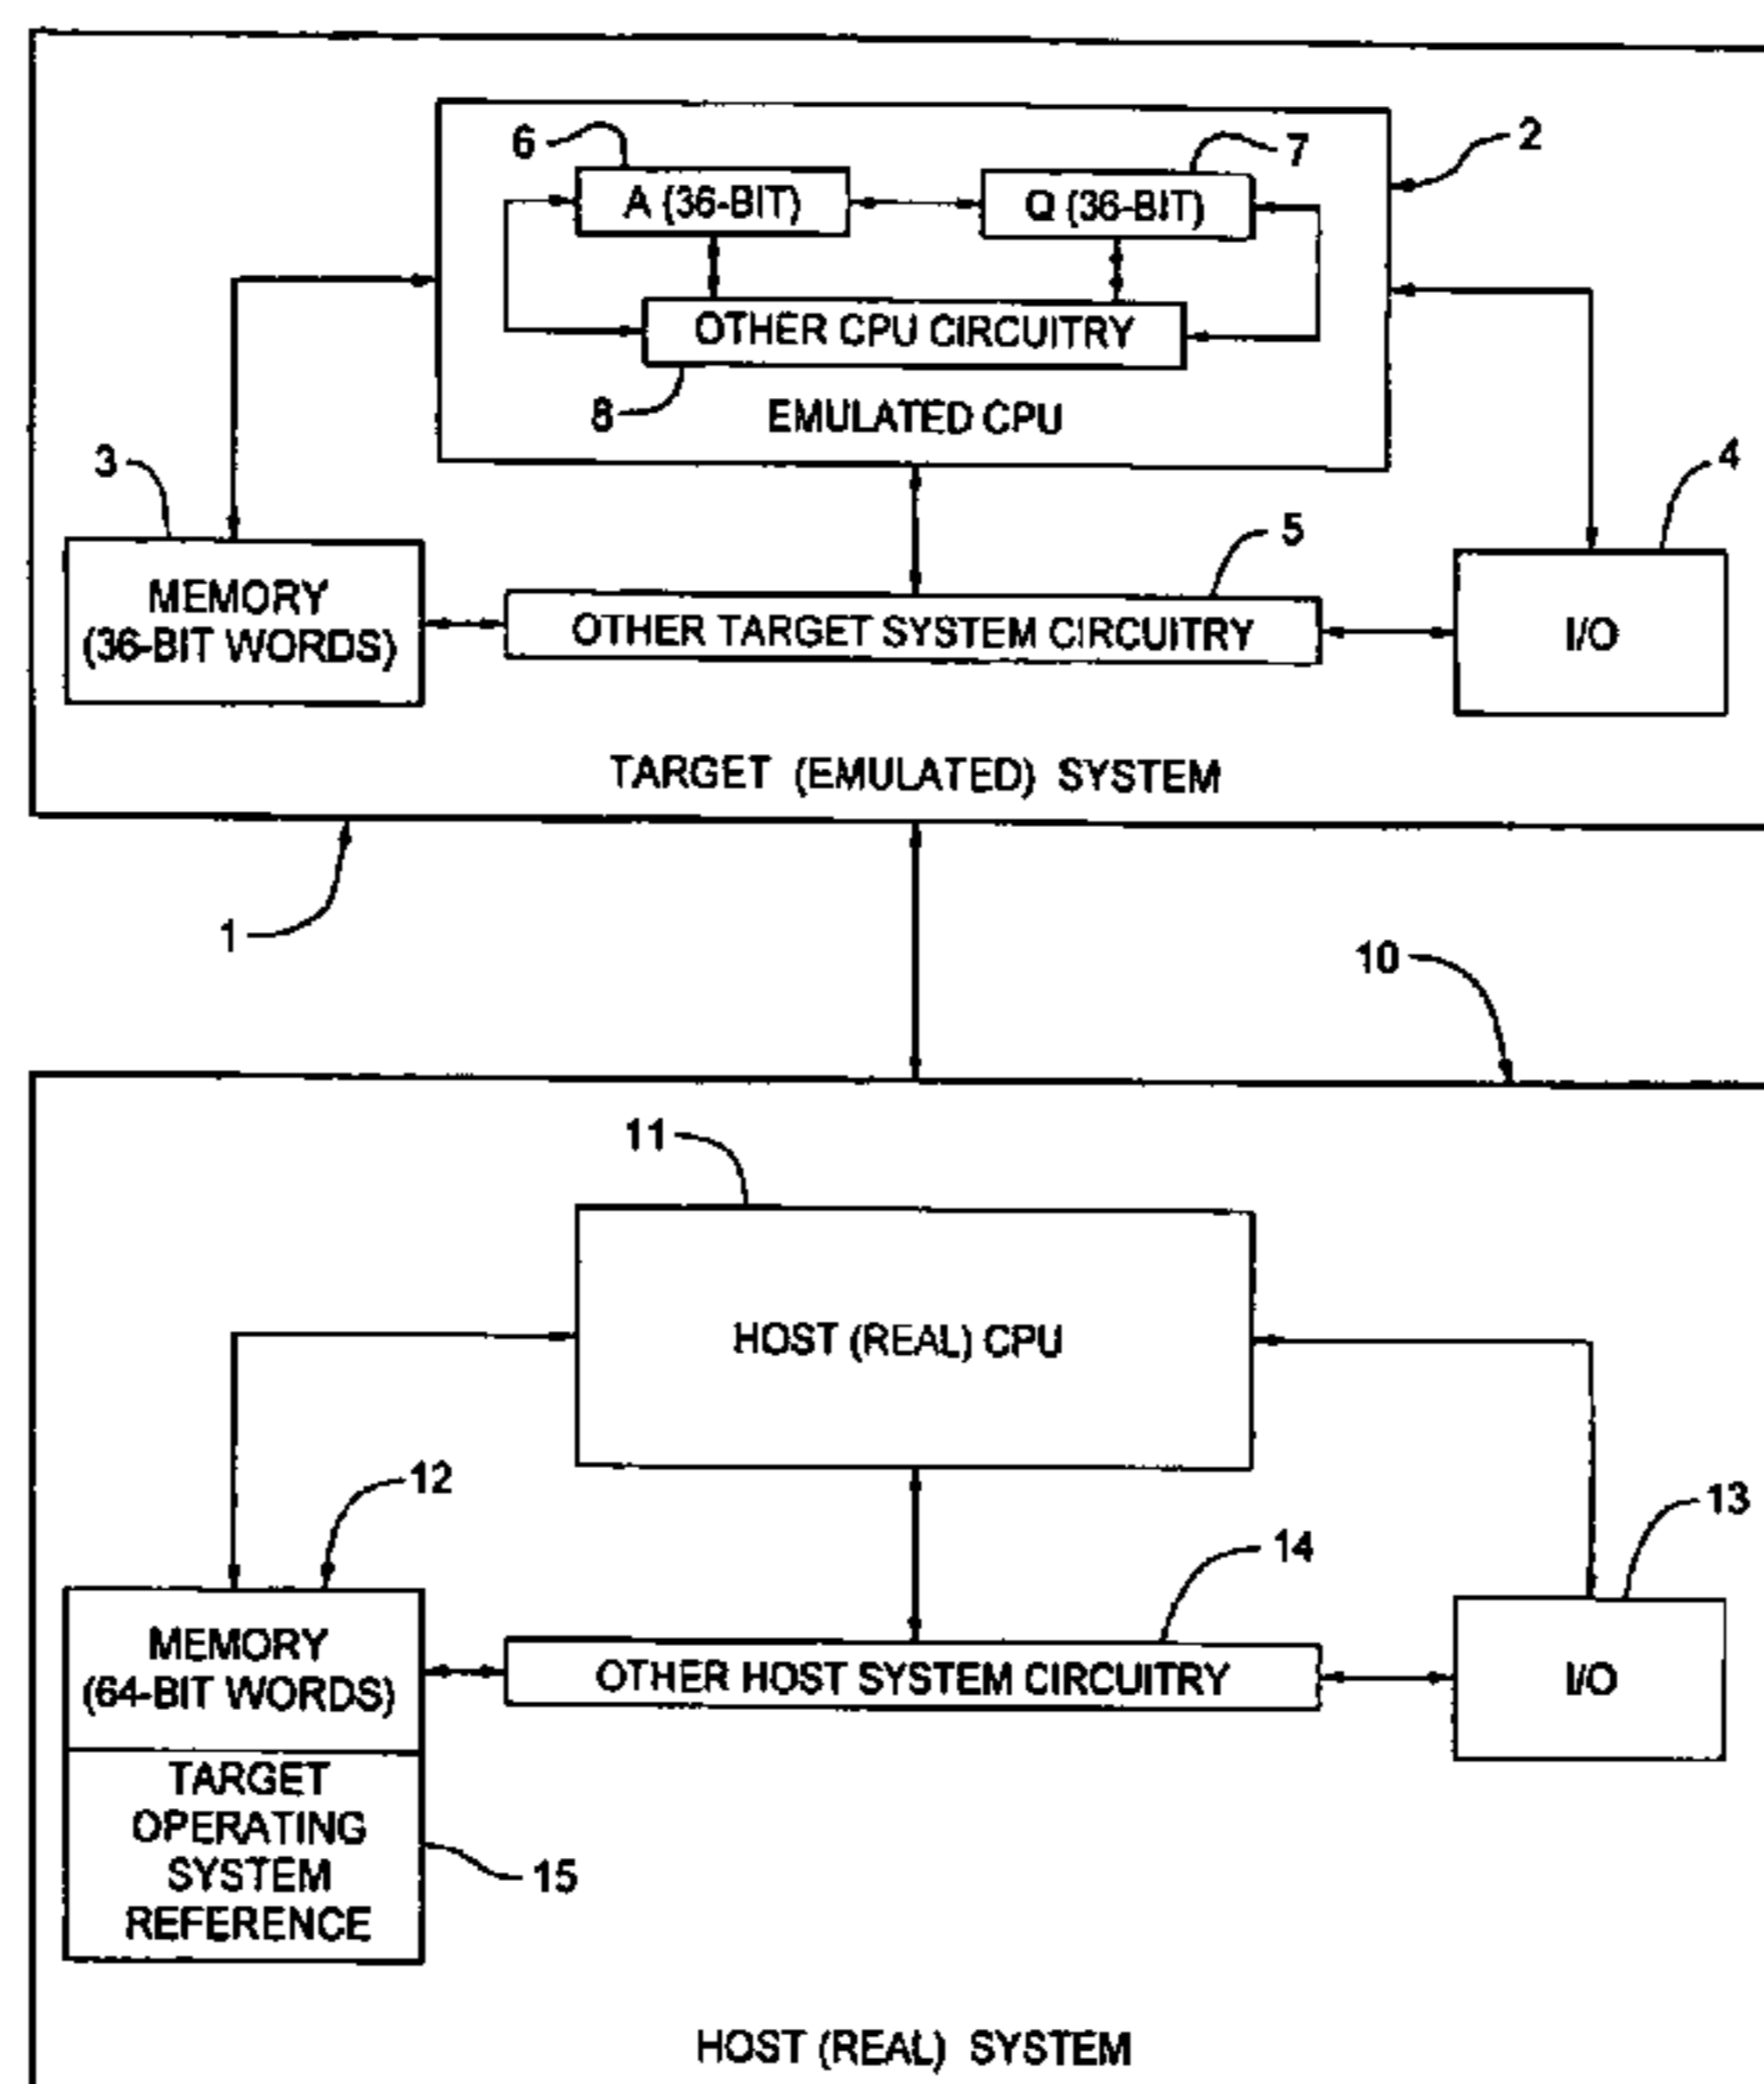 6
7
2
A (36-BIT)
Q (36-BIT)
OTHER CPU CIRCUITRY
8
EMULATED CPU
3
4
5
MEMORY
(36-BIT WORDS)
OTHER TARGET SYSTEM CIRCUITRY
I/O
TARGET (EMULATED) SYSTEM
1
10
11
HOST (REAL) CPU
12
13
14
MEMORY
(64-BIT WORDS)
OTHER HOST SYSTEM CIRCUITRY
I/O
TARGET
OPERATING
SYSTEM
REFERENCE
15
HOST (REAL) SYSTEM